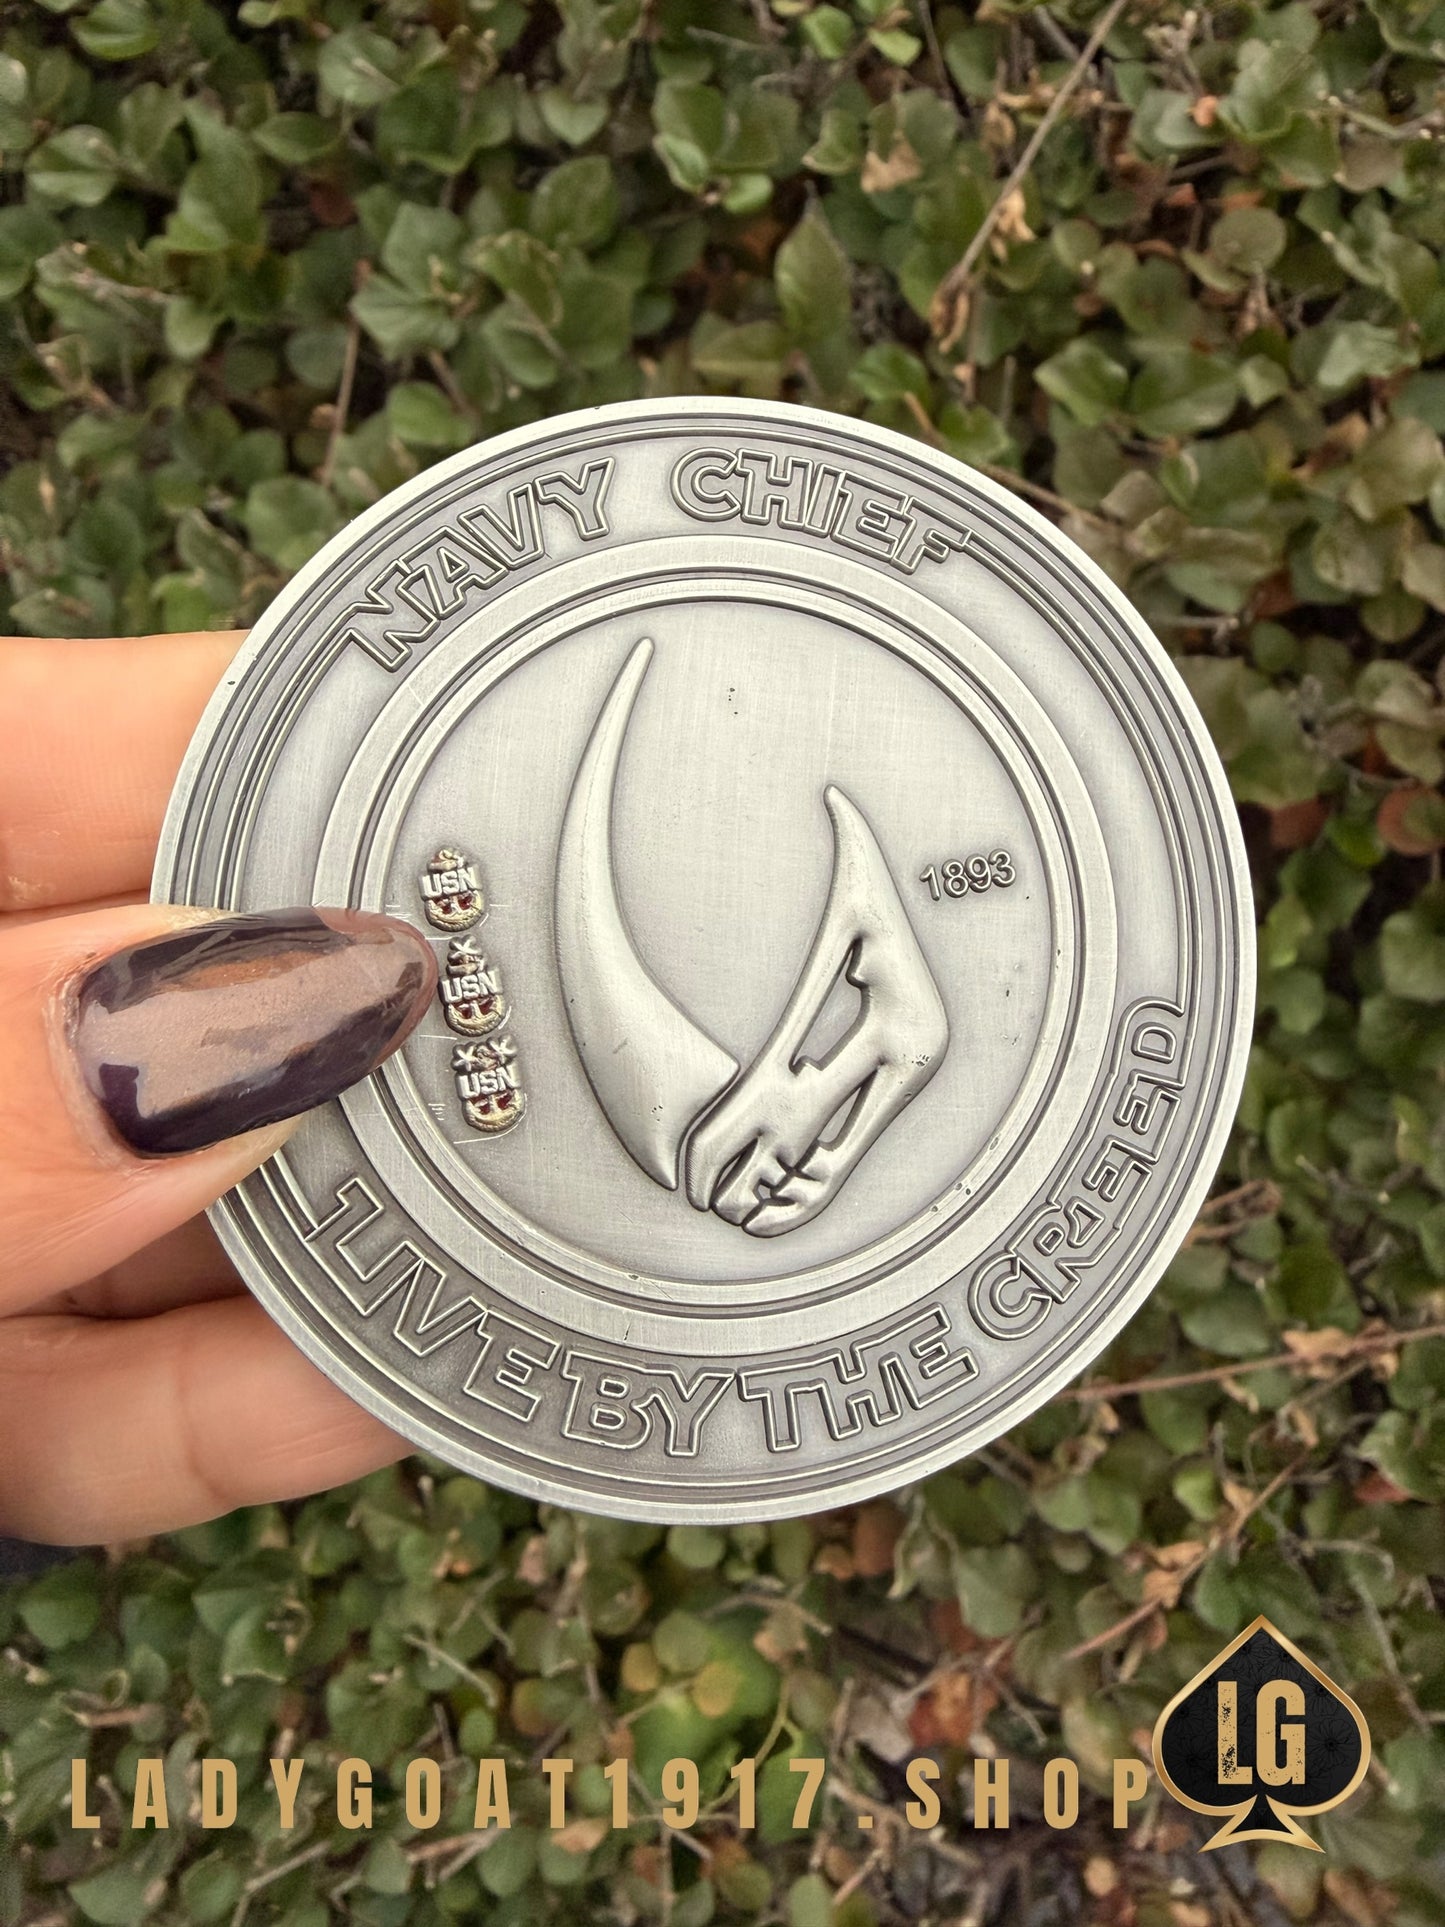 NAVY CHIEF
1893
USN
USN
USN
LIVE BY THE CREED
LG
LADYGOAT1917.SHOP